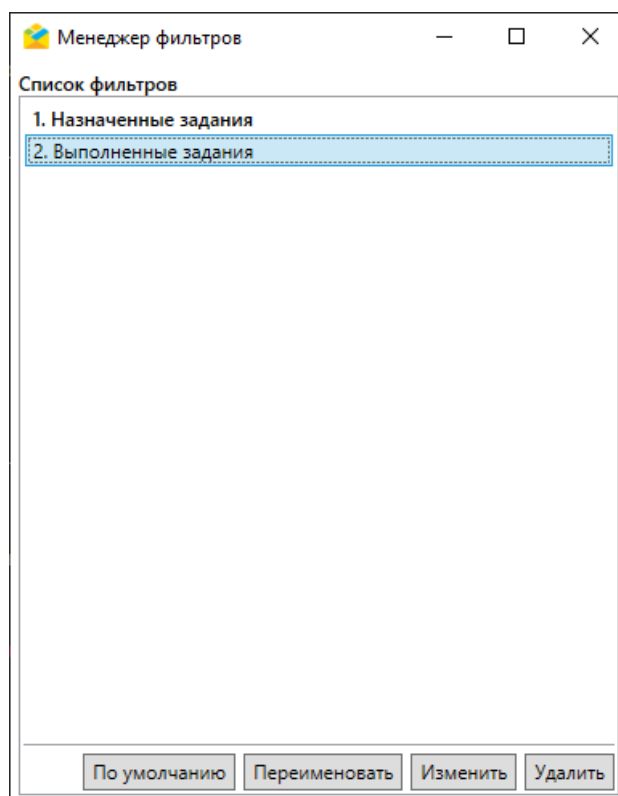 Менеджер фильтров
Список фильтров
1. Назначенные задания
2. Выполненные задания
По умолчанию Переименовать Изменить Удалить